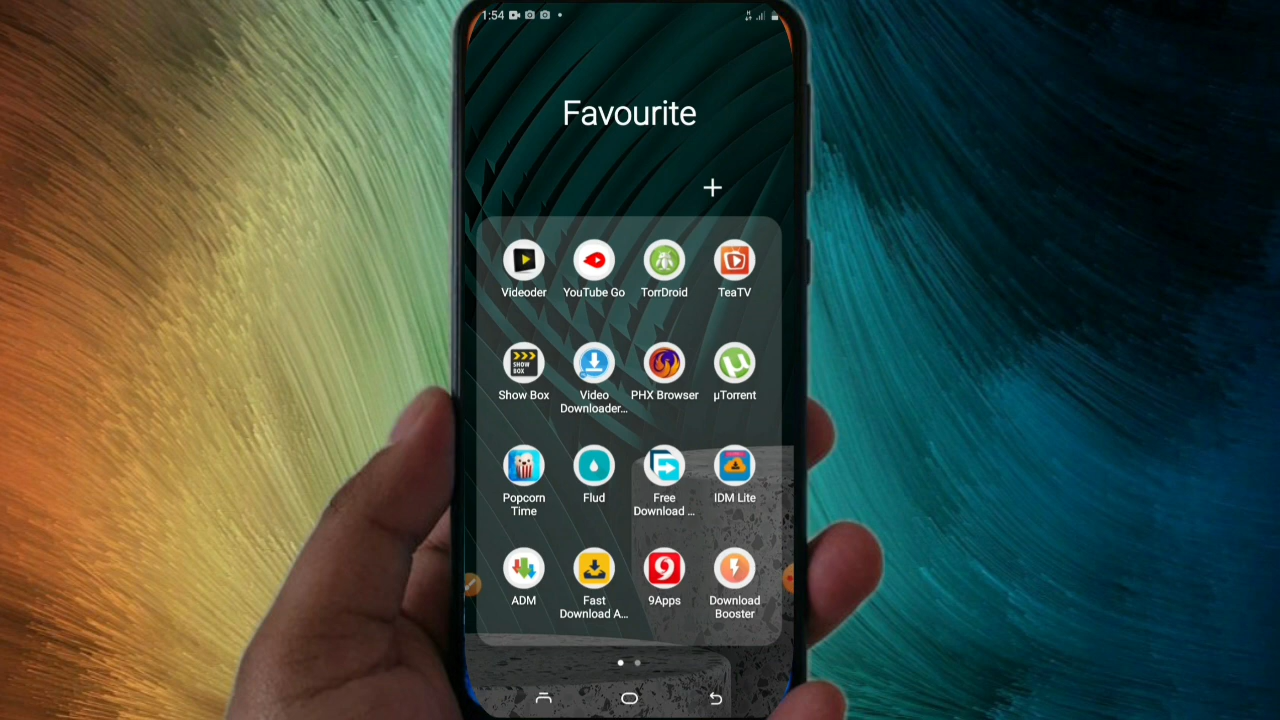 1:54
Favourite
+
Videoder
YouTube Go
TorrDroid
TeaTV
SHOW
BOX
Show Box
Video
Downloader...
PHX Browser
µTorrent
Popcorn
Time
Flud
Free
Download ...
IDM Lite
ADM
Fast
Download A...
9Apps
Download
Booster